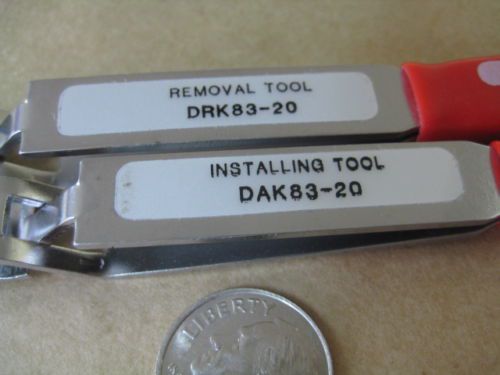 REMOVAL TOOL
DRK83-20
INSTALLING TOOL
DAK83-20
LIBERTY